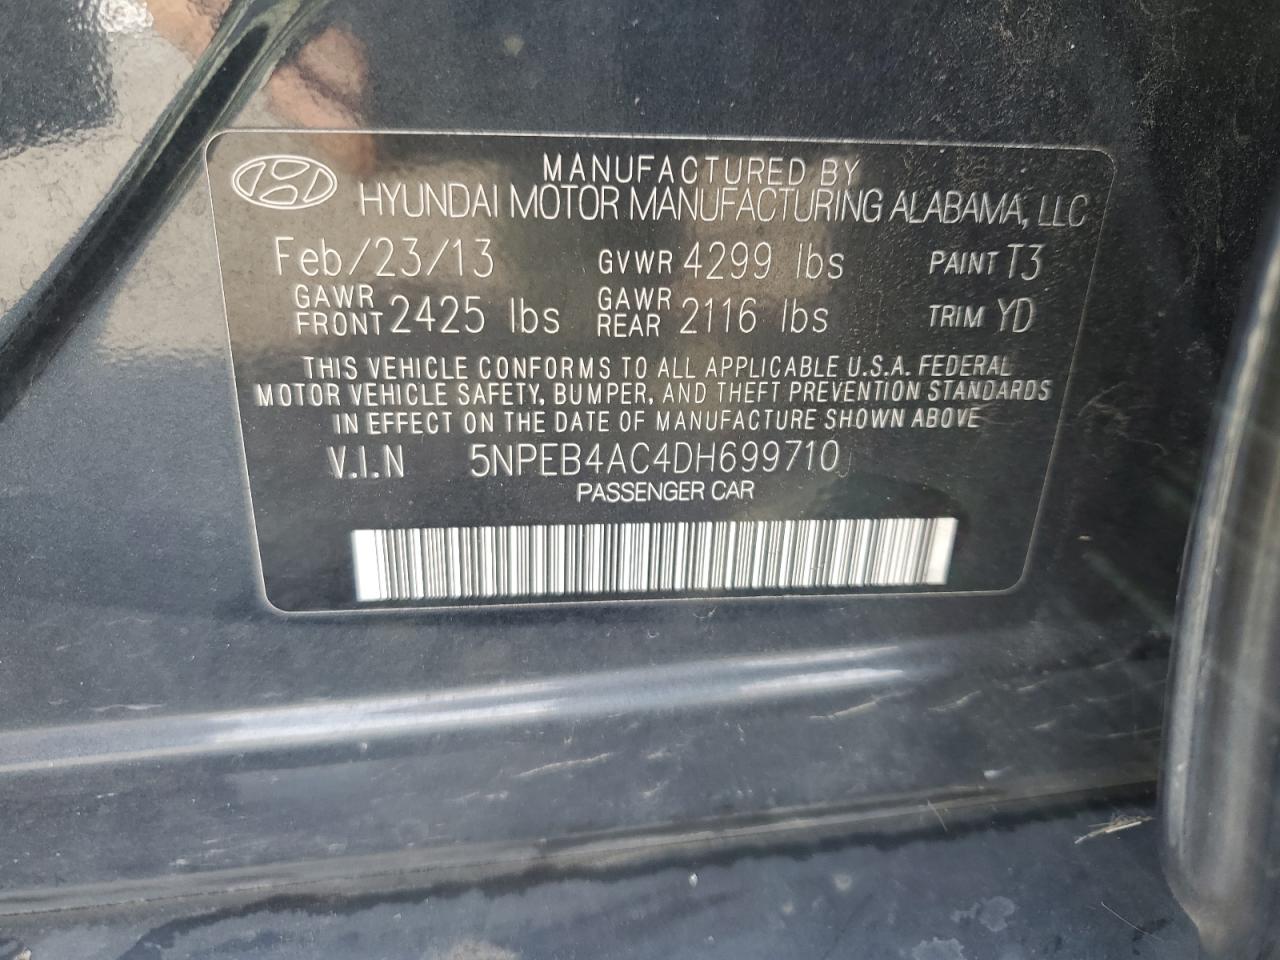 MANUFACTURED BY
HYUNDAI MOTOR MANUFACTURING ALABAMA, LLC
Feb/23/13 GVWR 4299 lbs PAINT T3
GAWR FRONT 2425 lbs GAWR REAR 2116 lbs TRIM YD
THIS VEHICLE CONFORMS TO ALL APPLICABLE U.S.A. FEDERAL
MOTOR VEHICLE SAFETY, BUMPER, AND THEFT PREVENTION STANDARDS
IN EFFECT ON THE DATE OF MANUFACTURE SHOWN ABOVE
V.I.N 5NPEB4AC4DH699710
PASSENGER CAR